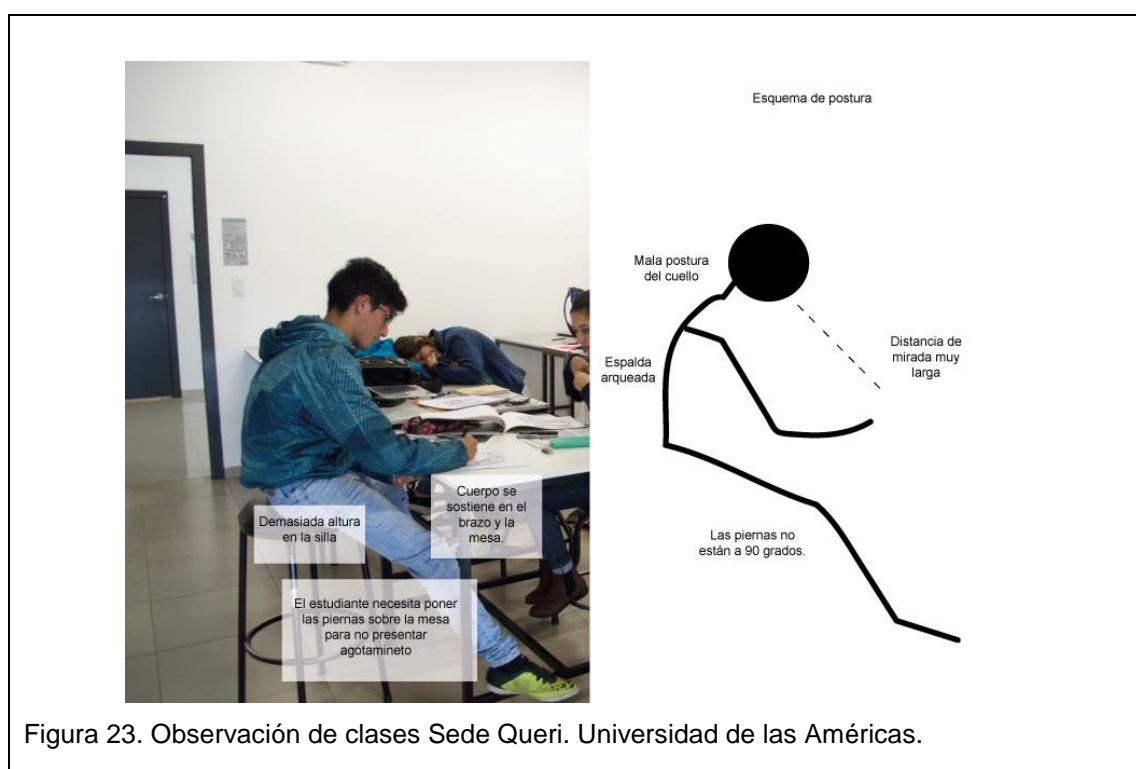 Esquema de postura
Mala postura
del cuello
Distancia de
mirada muy
larga
Espalda
arqueada
Cuerpo se
sostiene en el
brazo y la
mesa.
Demasiada altura
en la silla
Las piernas no
están a 90 grados.
El estudiante necesita poner
las piernas sobre la mesa
para no presentar
agotamineto
Figura 23. Observación de clases Sede Queri. Universidad de las Américas.